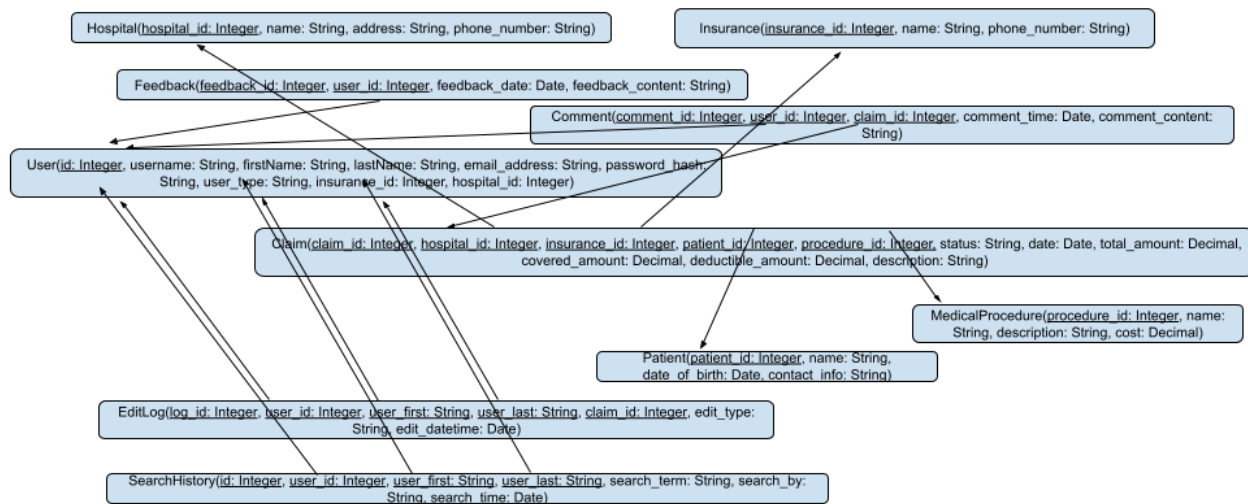 Hospital(hospital_id: Integer, name: String, address: String, phone_number: String)
Insurance(insurance_id: Integer, name: String, phone_number: String)
Feedback(feedback_id: Integer, user_id: Integer, feedback_date: Date, feedback_content: String)
Comment(comment_id: Integer, user_id: Integer, claim_id: Integer, comment_time: Date, comment_content:
String)
User(id: Integer, username: String, firstName: String, lastName: String, email_address: String, password_hash:
String, user_type: String, insurance_id: Integer, hospital_id: Integer)
Claim(claim_id: Integer, hospital_id: Integer, insurance_id: Integer, patient_id: Integer, procedure_id: Integer, status: String, date: Date, total_amount: Decimal,
covered_amount: Decimal, deductible_amount: Decimal, description: String)
MedicalProcedure(procedure_id: Integer, name:
String, description: String, cost: Decimal)
Patient(patient_id: Integer, name: String,
date_of_birth: Date, contact_info: String)
EditLog(log_id: Integer, user_id: Integer, user_first: String, user_last: String, claim_id: Integer, edit_type:
String, edit_datetime: Date)
SearchHistory(id: Integer, user_id: Integer, user_first: String, user_last: String, search_term: String, search_by:
String, search_time: Date)